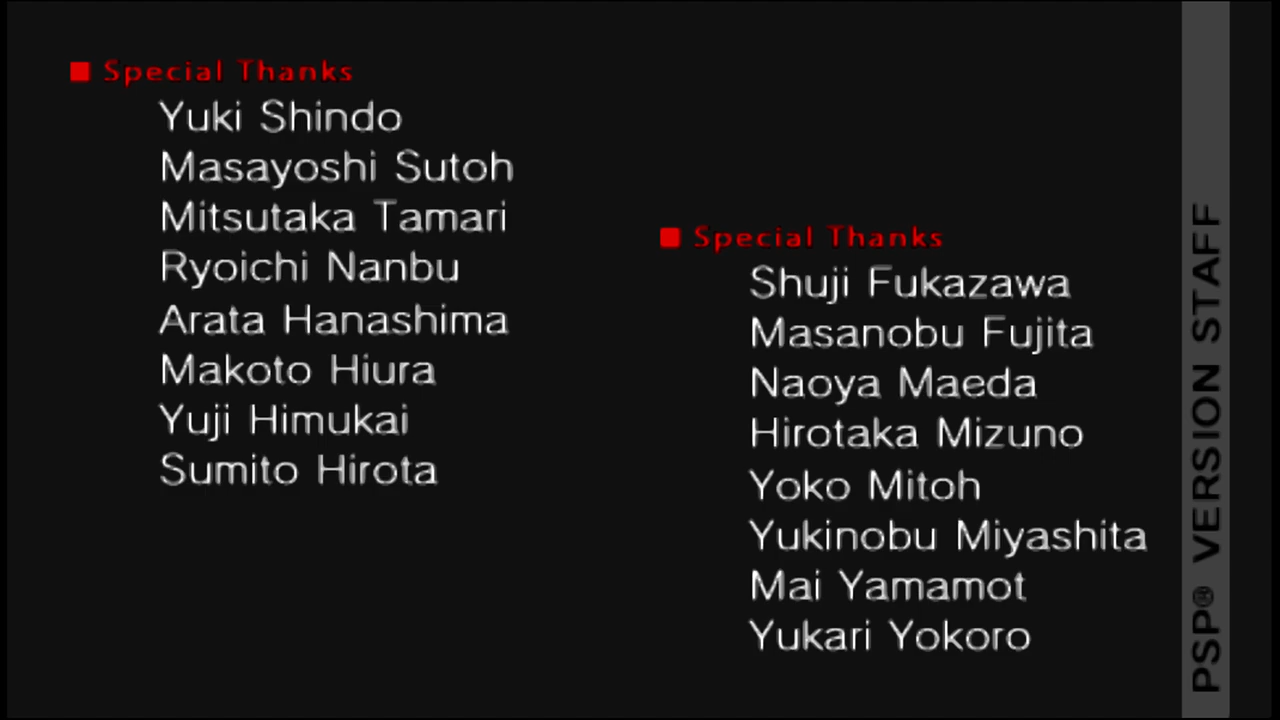 Special Thanks
Yuki Shindo
Masayoshi Sutoh
Mitsutaka Tamari
Ryoichi Nanbu
Arata Hanashima
Makoto Hiura
Yuji Himukai
Sumito Hirota
Special Thanks
Shuji Fukazawa
Masanobu Fujita
Naoya Maeda
Hirotaka Mizuno
Yoko Mitoh
Yukinobu Miyashita
Mai Yamamot
Yukari Yokoro
PSP® VERSION STAFF